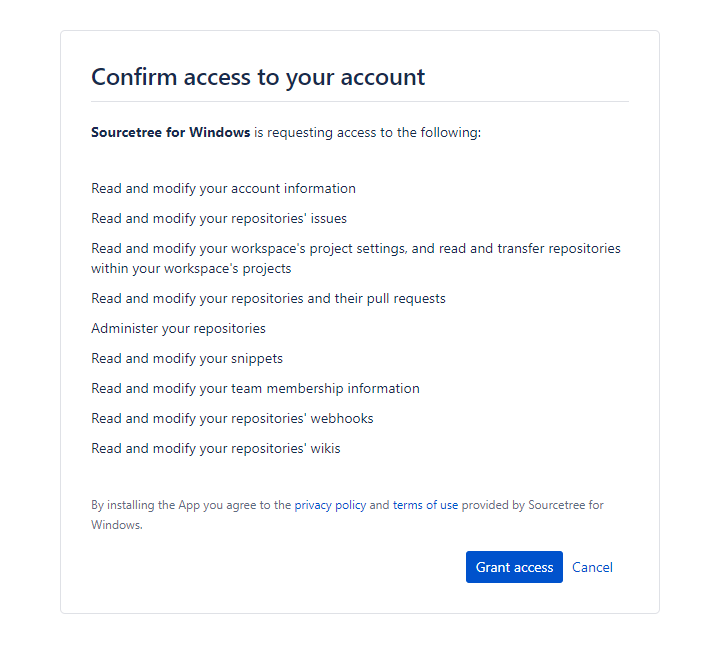 Confirm access to your account
Sourcetree for Windows is requesting access to the following:
Read and modify your account information
Read and modify your repositories' issues
Read and modify your workspace's project settings, and read and transfer repositories
within your workspace's projects
Read and modify your repositories and their pull requests
Administer your repositories
Read and modify your snippets
Read and modify your team membership information
Read and modify your repositories' webhooks
Read and modify your repositories' wikis
By installing the App you agree to the privacy policy and terms of use provided by Sourcetree for
Windows.
Grant access Cancel